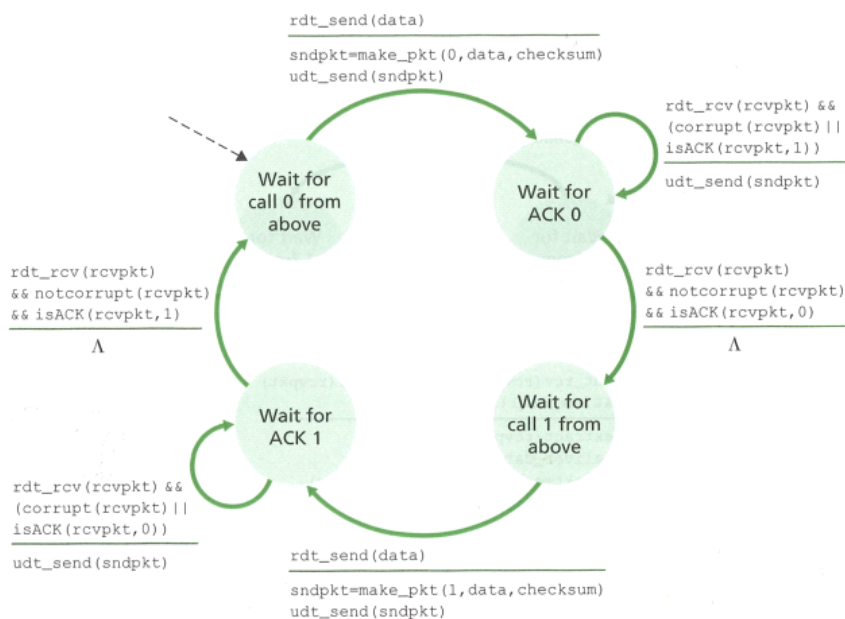 rdt_send(data)
sndpkt=make_pkt(0,data,checksum)
udt_send(sndpkt)
rdt_rcv(rcvpkt) &&
(corrupt(rcvpkt)||
isACK(rcvpkt,1))
udt_send(sndpkt)
Wait for
call 0 from
above
Wait for
ACK 0
rdt_rcv(rcvpkt)
&& notcorrupt(rcvpkt)
&& isACK(rcvpkt,1)
Λ
rdt_rcv(rcvpkt)
&& notcorrupt(rcvpkt)
&& isACK(rcvpkt,0)
Λ
Wait for
ACK 1
Wait for
call 1 from
above
rdt_rcv(rcvpkt) &&
(corrupt(rcvpkt)||
isACK(rcvpkt,0))
udt_send(sndpkt)
rdt_send(data)
sndpkt=make_pkt(1,data,checksum)
udt_send(sndpkt)